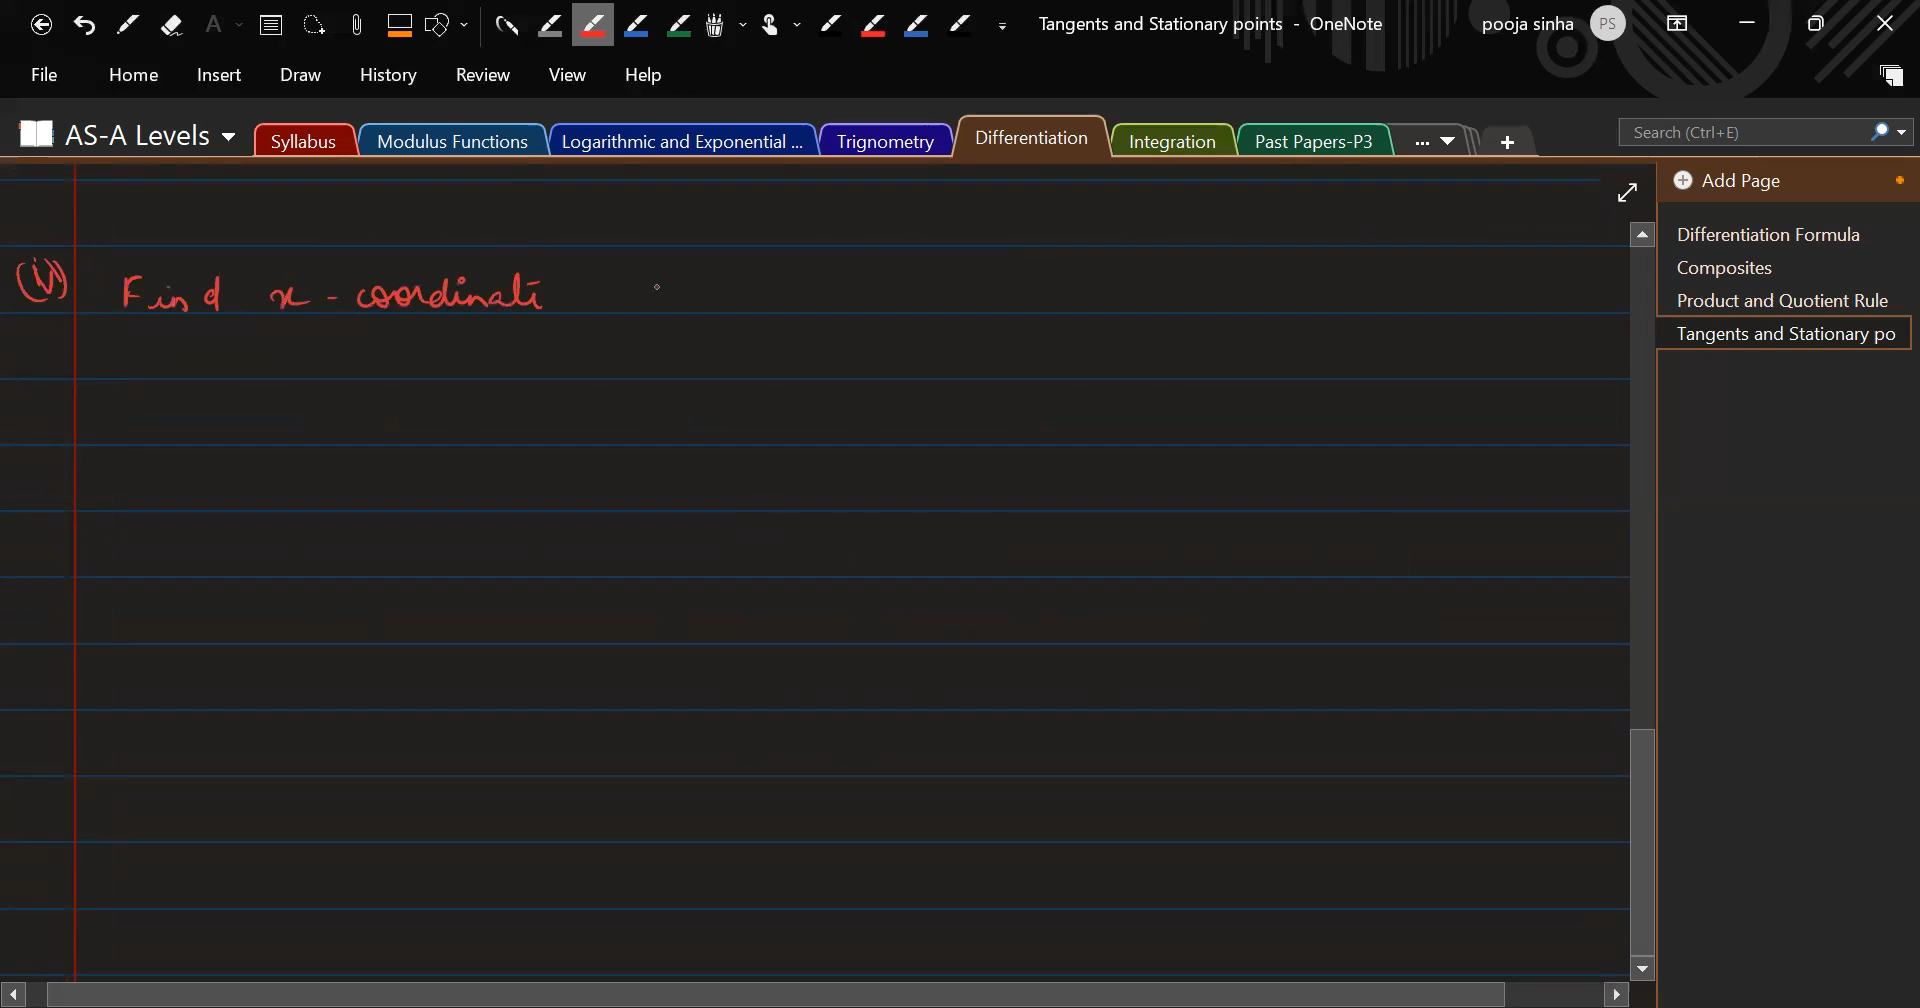 Tangents and Stationary points - OneNote
pooja sinha PS
File Home Insert Draw History Review View Help
AS-A Levels
Syllabus Modulus Functions Logarithmic and Exponential ... Trignometry Differentiation Integration Past Papers-P3 ...
Search (Ctrl+E)
Add Page
Differentiation Formula
Composites
Product and Quotient Rule
Tangents and Stationary po
Find x - coordinate